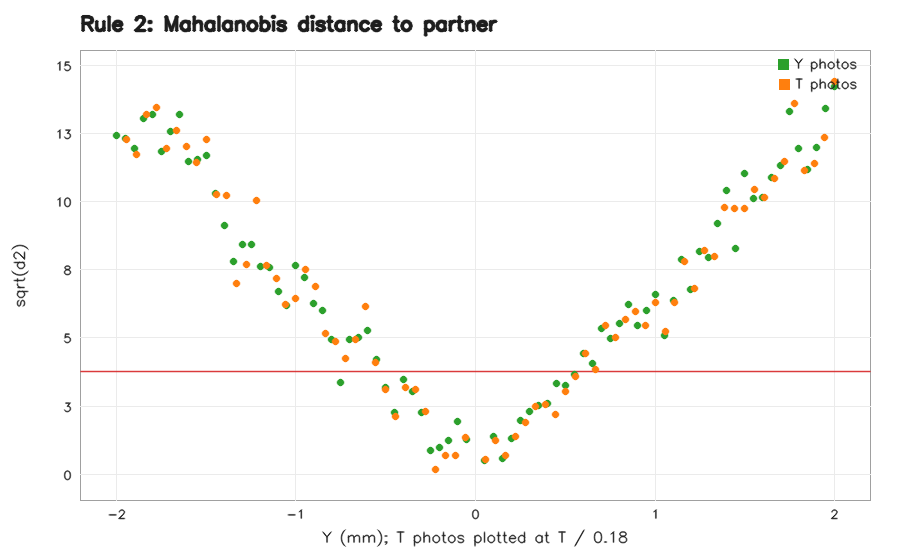 Rule 2: Mahalanobis distance to partner
15
13
10
8
5
3
0
sqrt(d2)
Y photos
T photos
−2
−1
0
1
2
Y (mm); T photos plotted at T / 0.18